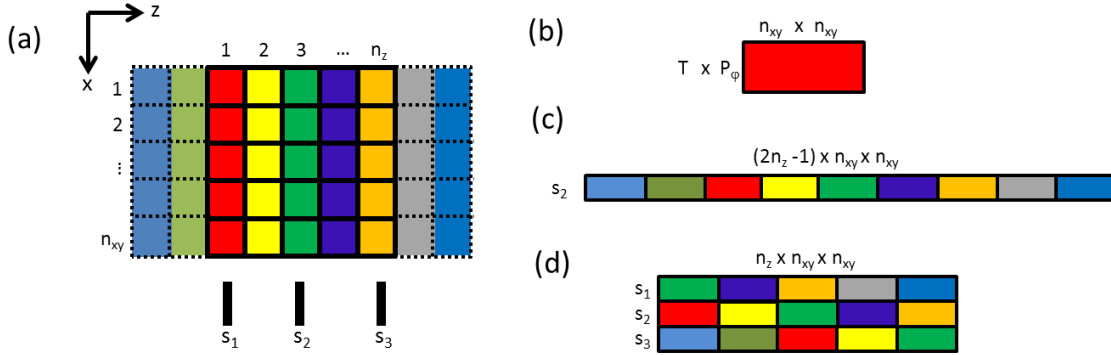 (a)
z
x
1 2 3 ... n_z
1
2
⋮
n_xy
s_1 s_2 s_3
(b)
n_xy x n_xy
T x P_φ
(c)
(2n_z -1) x n_xy x n_xy
s_2
(d)
n_z x n_xy x n_xy
s_1
s_2
s_3